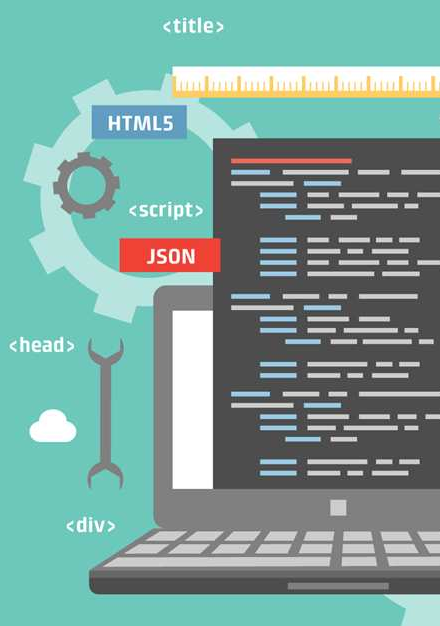 <title>
HTML5
<script>
JSON
<head>
<div>